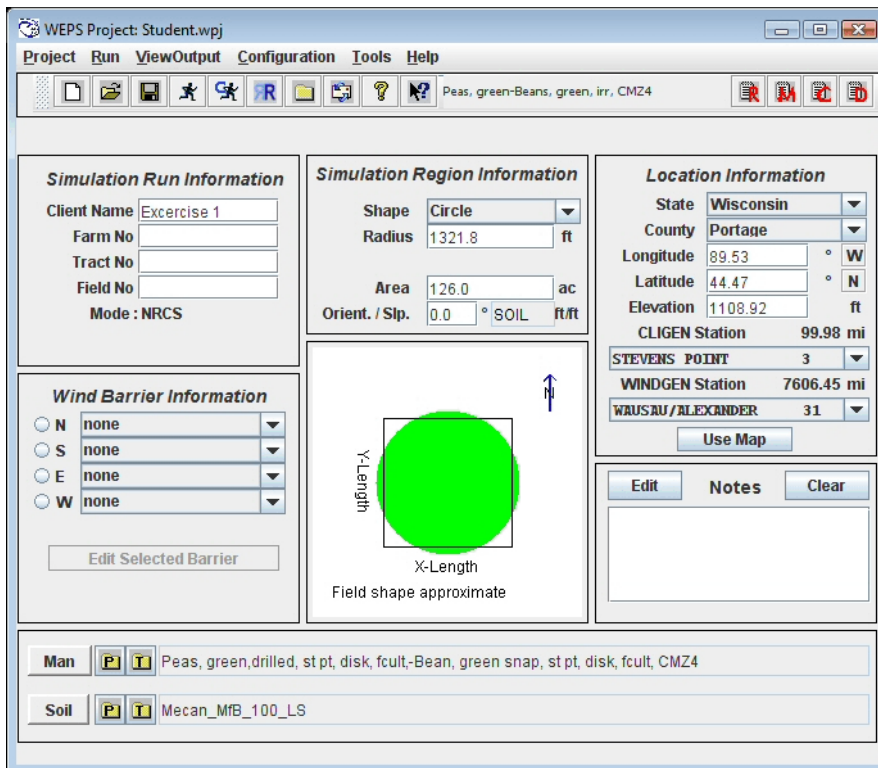 WEPS Project: Student.wpj
Project Run ViewOutput Configuration Tools Help
R P T ? Peas, green-Beans, green, irr, CMZ4 R M C D
Simulation Run Information
Client Name Excercise 1
Farm No
Tract No
Field No
Mode : NRCS
Wind Barrier Information
N none
S none
E none
W none
Edit Selected Barrier
Simulation Region Information
Shape Circle
Radius 1321.8 ft
Area 126.0 ac
Orient. / Slp. 0.0 ° SOIL ft/ft
N
Y-Length
X-Length
Field shape approximate
Location Information
State Wisconsin
County Portage
Longitude 89.53 ° W
Latitude 44.47 ° N
Elevation 1108.92 ft
CLIGEN Station 99.98 mi
STEVENS POINT 3
WINDGEN Station 7606.45 mi
WAUSAU/ALEXANDER 31
Use Map
Edit Notes Clear
Man P T Peas, green,drilled, st pt, disk, fcult,-Bean, green snap, st pt, disk, fcult, CMZ4
Soil P T Mecan_MfB_100_LS